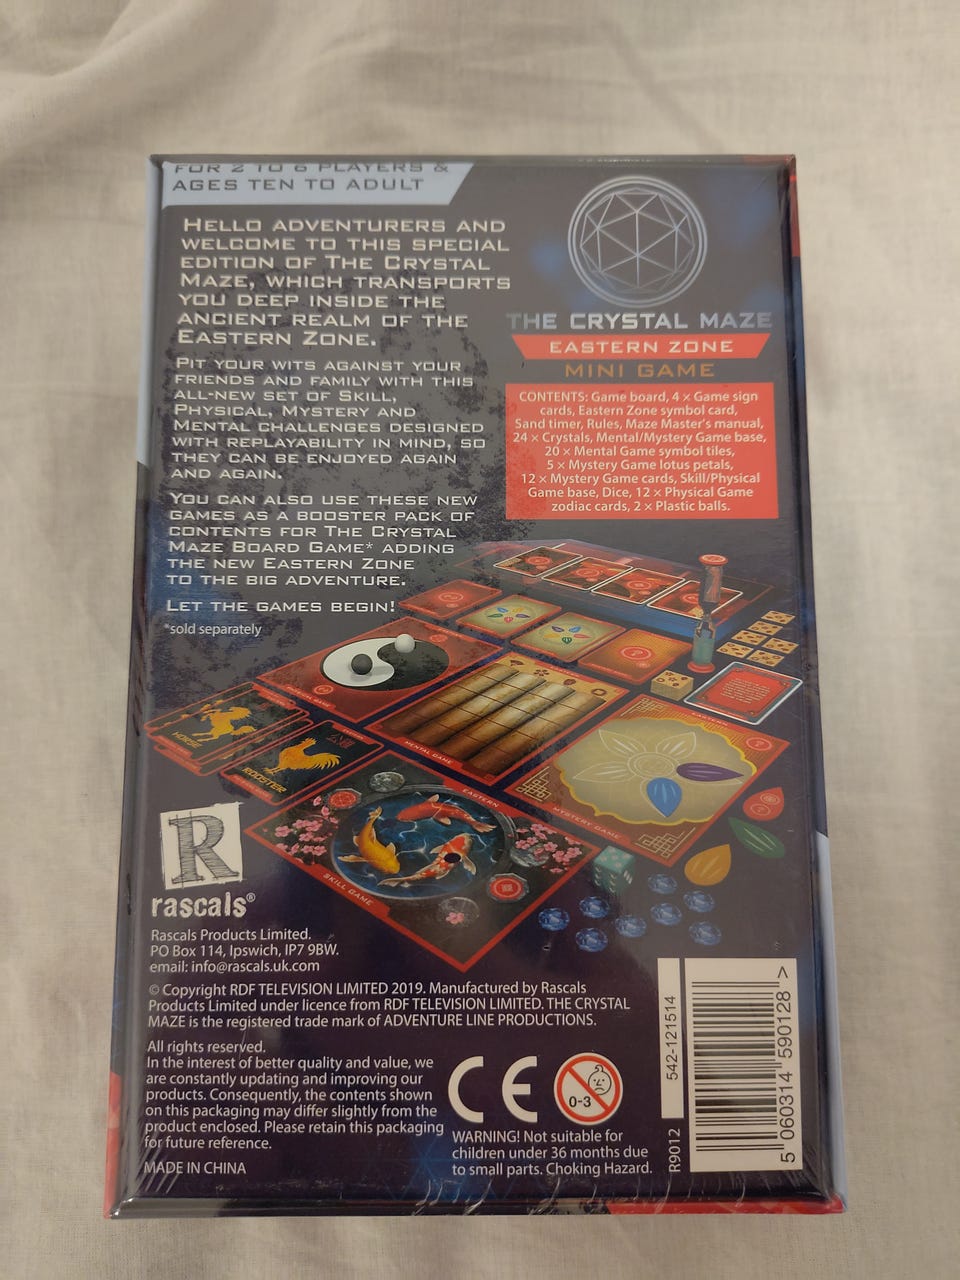 FOR 2 TO 6 PLAYERS &
AGES TEN TO ADULT
HELLO ADVENTURERS AND
WELCOME TO THIS SPECIAL
EDITION OF THE CRYSTAL
MAZE, WHICH TRANSPORTS
YOU DEEP INSIDE THE
ANCIENT REALM OF THE
EASTERN ZONE.
PIT YOUR WITS AGAINST YOUR
FRIENDS AND FAMILY WITH THIS
ALL-NEW SET OF SKILL,
PHYSICAL, MYSTERY AND
MENTAL CHALLENGES DESIGNED
WITH REPLAYABILITY IN MIND, SO
THEY CAN BE ENJOYED AGAIN
AND AGAIN.
YOU CAN ALSO USE THESE NEW
GAMES AS A BOOSTER PACK OF
CONTENTS FOR THE CRYSTAL
MAZE BOARD GAME* ADDING
THE NEW EASTERN ZONE
TO THE BIG ADVENTURE.
LET THE GAMES BEGIN!
*sold separately
THE CRYSTAL MAZE
EASTERN ZONE
MINI GAME
CONTENTS: Game board, 4 × Game sign
cards, Eastern Zone symbol card,
Sand timer, Rules, Maze Master's manual,
24 × Crystals, Mental/Mystery Game base,
20 × Mental Game symbol tiles,
5 × Mystery Game lotus petals,
12 × Mystery Game cards, Skill/Physical
Game base, Dice, 12 × Physical Game
zodiac cards, 2 × Plastic balls.
PHYSICAL GAME
MENTAL GAME
EASTERN
MYSTERY GAME
HORSE
ROOSTER
EASTERN
SKILL GAME
R
rascals®
Rascals Products Limited.
PO Box 114, Ipswich, IP7 9BW.
email: info@rascals.uk.com
© Copyright RDF TELEVISION LIMITED 2019. Manufactured by Rascals
Products Limited under licence from RDF TELEVISION LIMITED. THE CRYSTAL
MAZE is the registered trade mark of ADVENTURE LINE PRODUCTIONS.
All rights reserved.
In the interest of better quality and value, we
are constantly updating and improving our
products. Consequently, the contents shown
on this packaging may differ slightly from the
product enclosed. Please retain this packaging
for future reference.
MADE IN CHINA
CE
0-3
WARNING! Not suitable for
children under 36 months due
to small parts. Choking Hazard.
R9012
542-121514
5 060314 590128 >